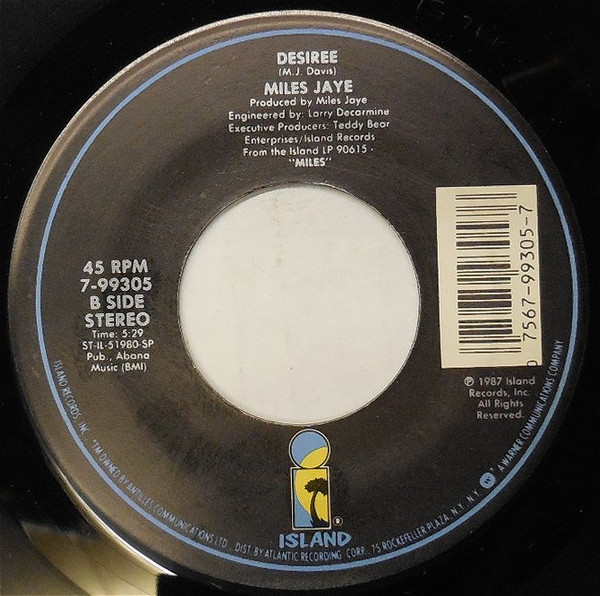 DESIREE
(M.J. Davis)
MILES JAYE
Produced by Miles Jaye
Engineered by: Larry Decarmine
Executive Producers: Teddy Bear
Enterprises/Island Records
From the Island LP 90615 -
"MILES"
45 RPM
7-99305
B SIDE
STEREO
Time: 5:29
ST-IL-51980-SP
Pub., Abana
Music (BMI)
0 7567-99305-7
℗ 1987 Island
Records, Inc.
All Rights
Reserved.
ISLAND®
ISLAND RECORDS, INC. *TM OWNED BY ANTILLES COMMUNICATIONS LTD., DIST. BY ATLANTIC RECORDING CORP., 75 ROCKEFELLER PLAZA, N.Y. N.Y. * A WARNER COMMUNICATIONS COMPANY